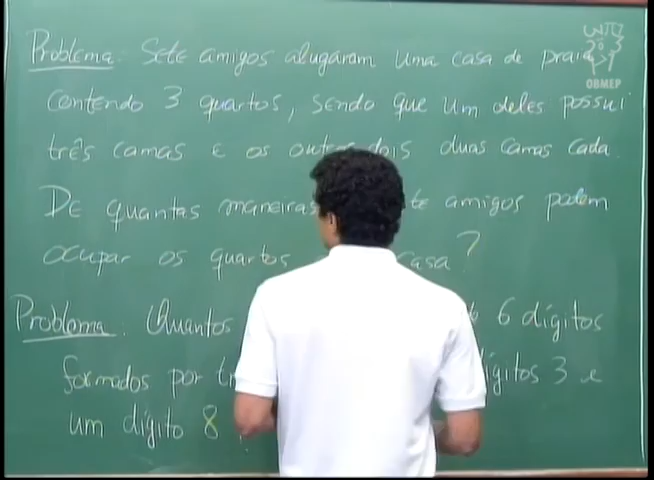 Problema. Sete amigos alugaram uma casa de praia
contendo 3 quartos, sendo que um deles possui
três camas e os outros dois duas camas cada.
De quantas maneiras amigos podem
ocupar os quartos casa?
Problema. Quantos 6 dígitos
formados por dígitos 3 e
um dígito 8
OBMEP